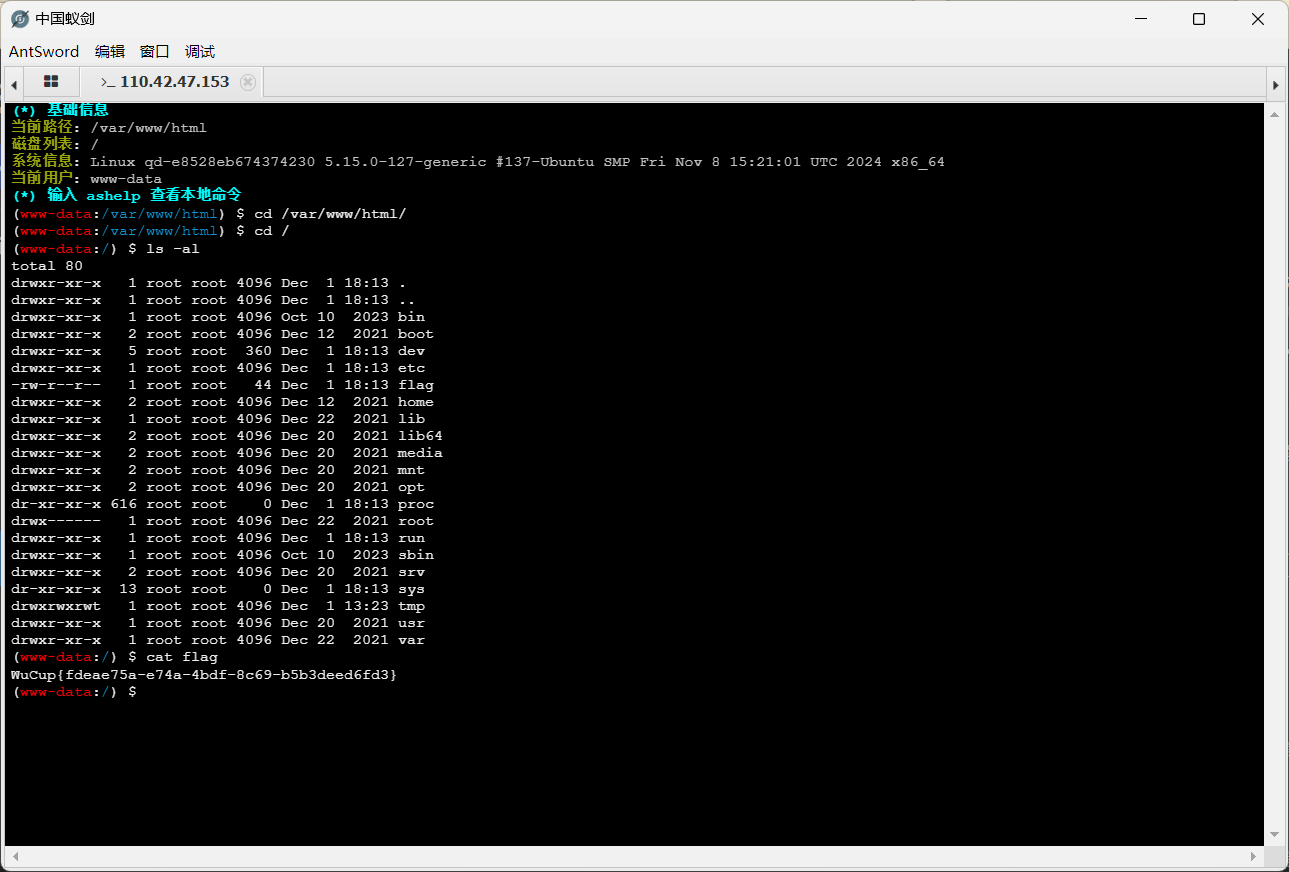 中国蚁剑
AntSword 编辑 窗口 调试
>_ 110.42.47.153
(*) 基础信息
当前路径: /var/www/html
磁盘列表: /
系统信息: Linux qd-e8528eb674374230 5.15.0-127-generic #137-Ubuntu SMP Fri Nov 8 15:21:01 UTC 2024 x86_64
当前用户: www-data
(*) 输入 ashelp 查看本地命令
(www-data:/var/www/html) $ cd /var/www/html/
(www-data:/var/www/html) $ cd /
(www-data:/) $ ls -al
total 80
drwxr-xr-x   1 root root 4096 Dec  1 18:13 .
drwxr-xr-x   1 root root 4096 Dec  1 18:13 ..
drwxr-xr-x   1 root root 4096 Oct 10  2023 bin
drwxr-xr-x   2 root root 4096 Dec 12  2021 boot
drwxr-xr-x   5 root root  360 Dec  1 18:13 dev
drwxr-xr-x   1 root root 4096 Dec  1 18:13 etc
-rw-r--r--   1 root root   44 Dec  1 18:13 flag
drwxr-xr-x   2 root root 4096 Dec 12  2021 home
drwxr-xr-x   1 root root 4096 Dec 22  2021 lib
drwxr-xr-x   2 root root 4096 Dec 20  2021 lib64
drwxr-xr-x   2 root root 4096 Dec 20  2021 media
drwxr-xr-x   2 root root 4096 Dec 20  2021 mnt
drwxr-xr-x   2 root root 4096 Dec 20  2021 opt
dr-xr-xr-x 616 root root    0 Dec  1 18:13 proc
drwx------   1 root root 4096 Dec 22  2021 root
drwxr-xr-x   1 root root 4096 Dec  1 18:13 run
drwxr-xr-x   1 root root 4096 Oct 10  2023 sbin
drwxr-xr-x   2 root root 4096 Dec 20  2021 srv
dr-xr-xr-x  13 root root    0 Dec  1 18:13 sys
drwxrwxrwt   1 root root 4096 Dec  1 13:23 tmp
drwxr-xr-x   1 root root 4096 Dec 20  2021 usr
drwxr-xr-x   1 root root 4096 Dec 22  2021 var
(www-data:/) $ cat flag
WuCup{fdeae75a-e74a-4bdf-8c69-b5b3deed6fd3}
(www-data:/) $